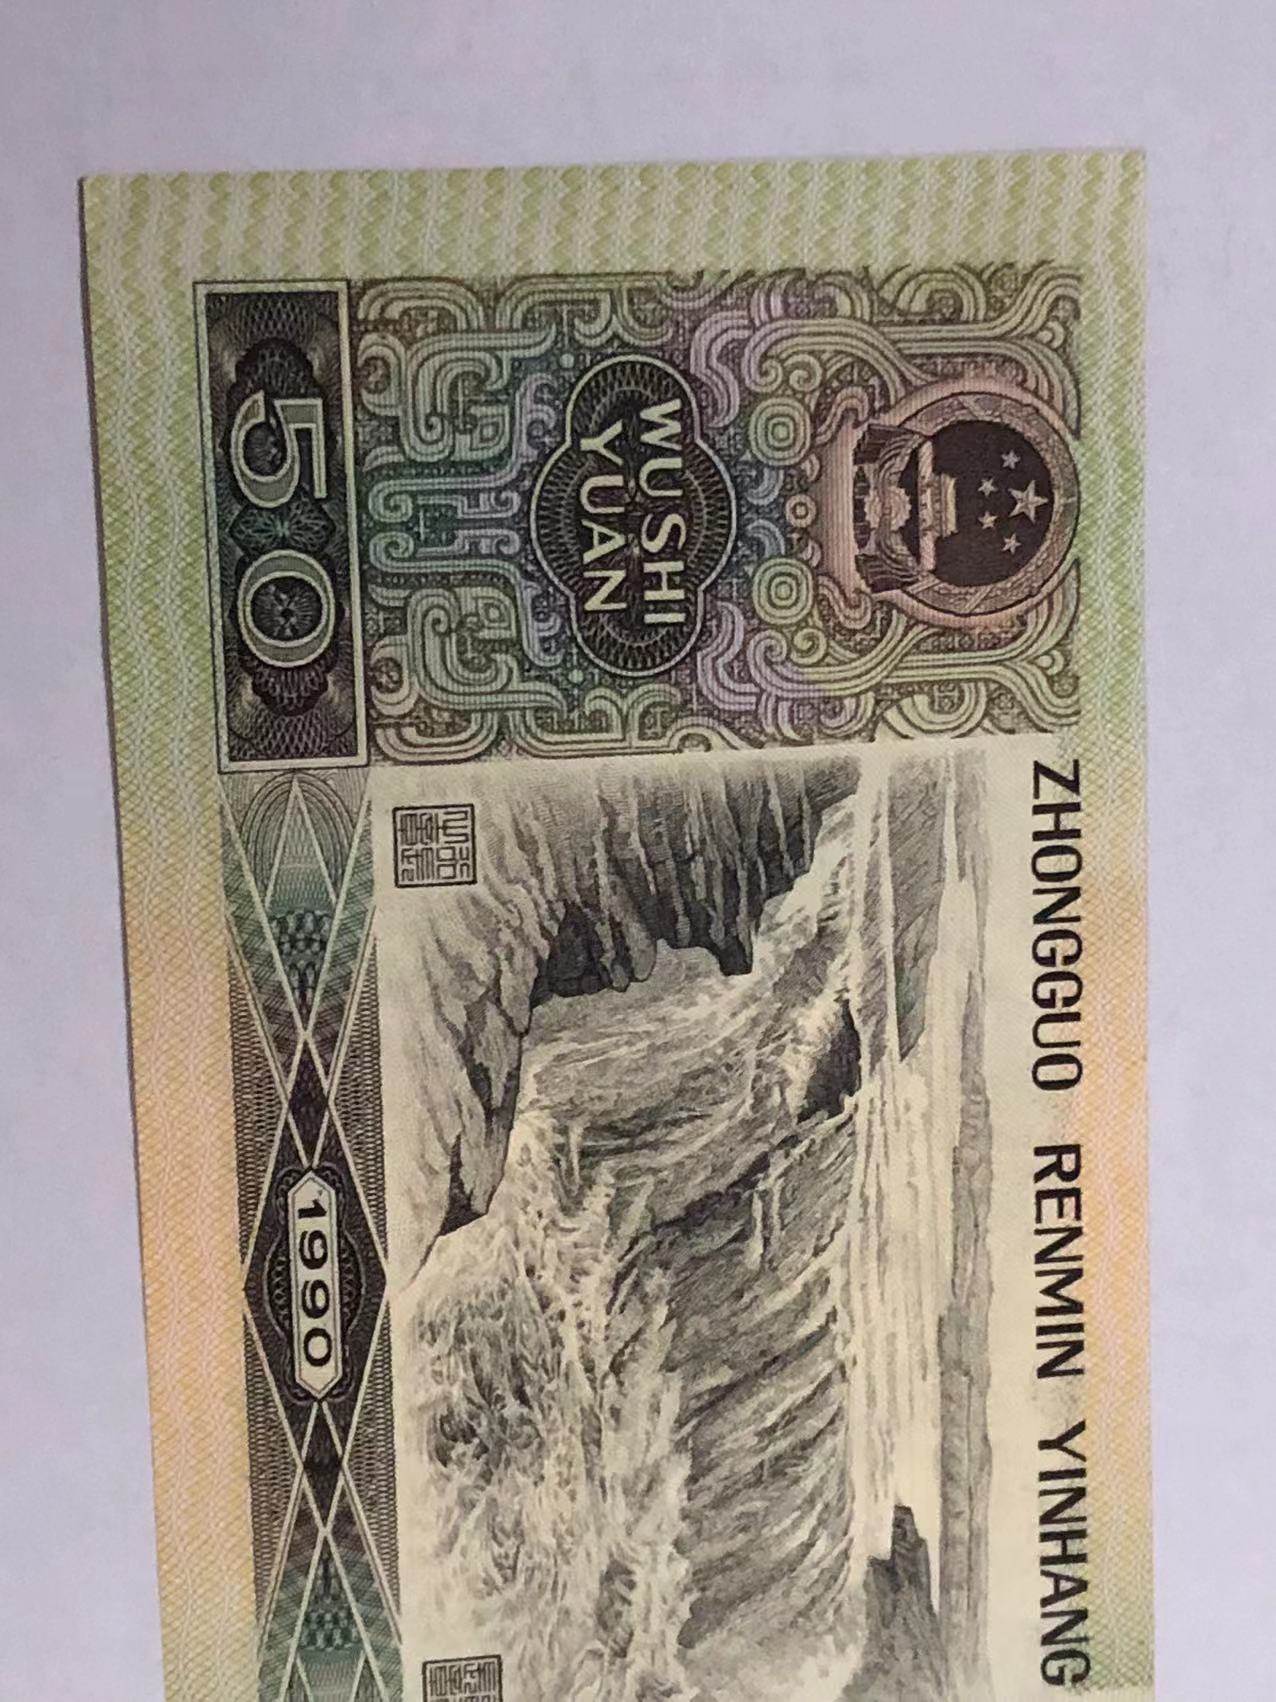 ZHONGGUO RENMIN YINHANG
WUSHI
YUAN
50
1990